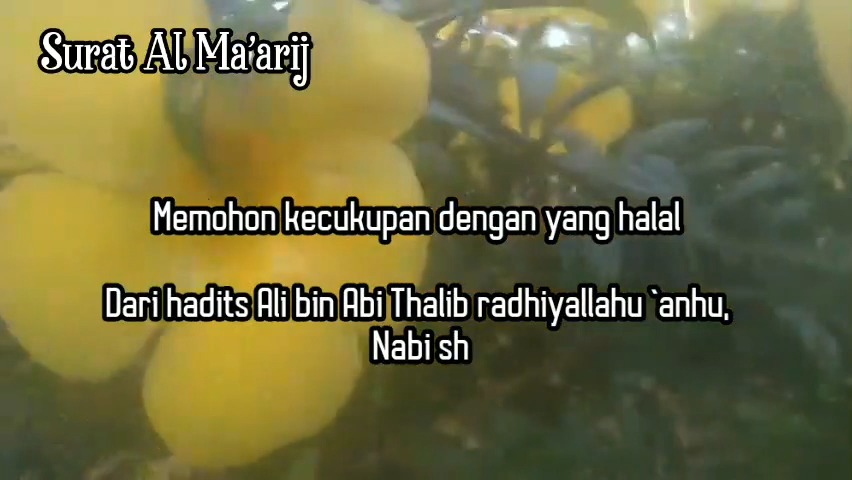 Surat Al Ma'arij
Memohon kecukupan dengan yang halal
Dari hadits Ali bin Abi Thalib radhiyallahu `anhu,
Nabi sh